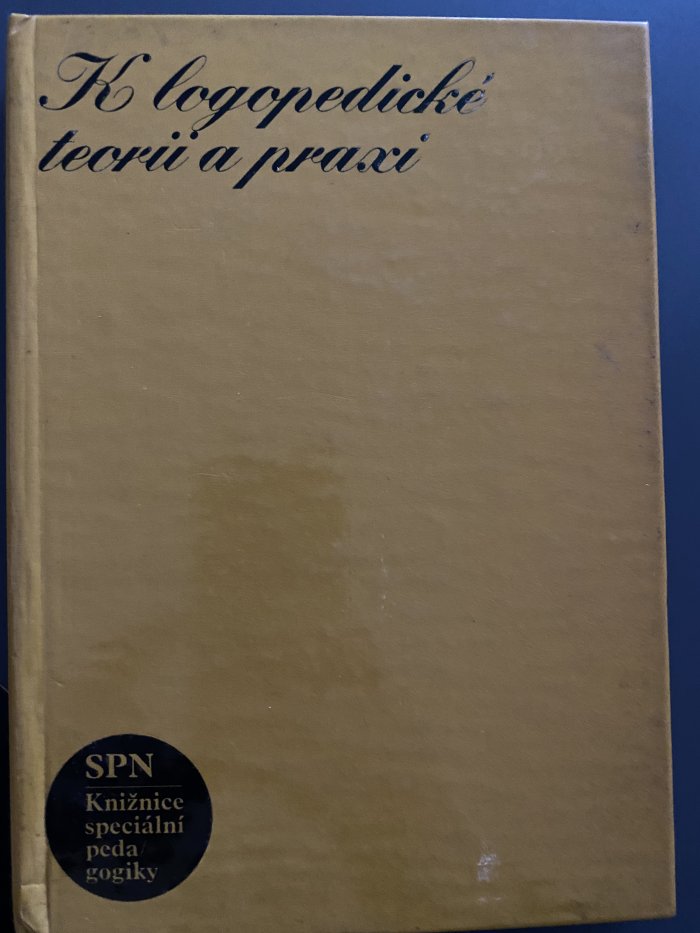 K logopedické
teorii a praxi
SPN
Knižnice
speciální
peda/
gogiky